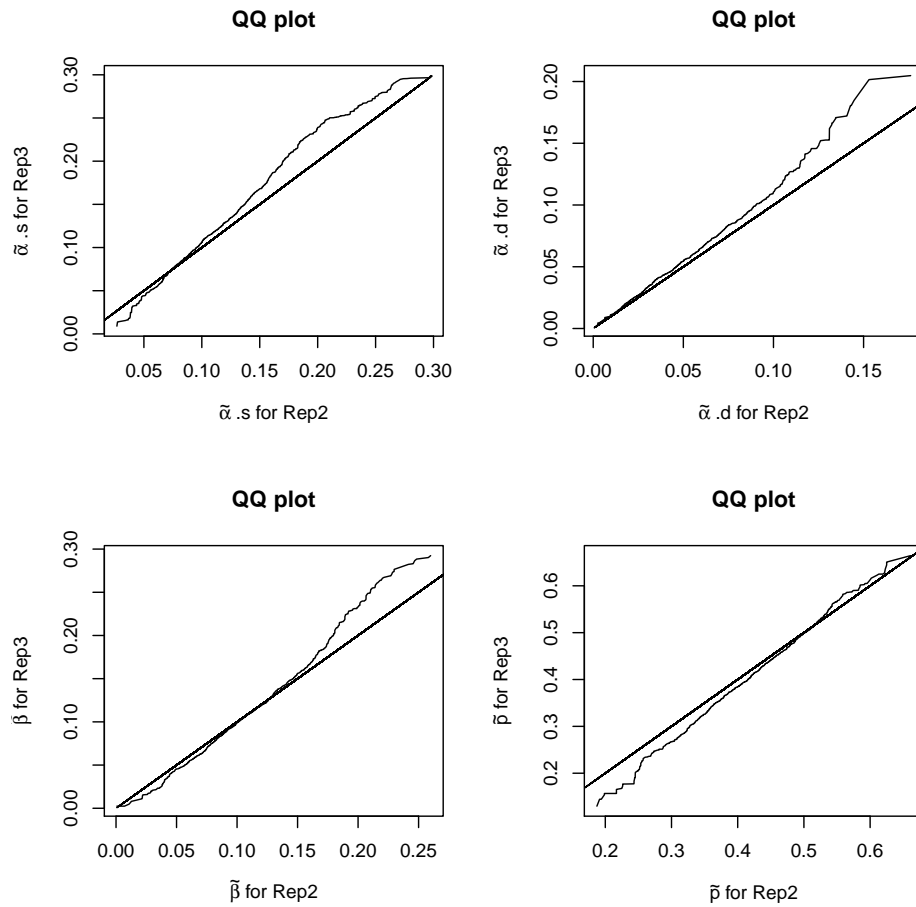 QQ plot
0.00 0.10 0.20 0.30
α̃ .s for Rep3
0.05 0.10 0.15 0.20 0.25 0.30
α̃ .s for Rep2
QQ plot
0.00 0.05 0.10 0.15 0.20
α̃ .d for Rep3
0.00 0.05 0.10 0.15
α̃ .d for Rep2
QQ plot
0.00 0.10 0.20 0.30
β̃ for Rep3
0.00 0.05 0.10 0.15 0.20 0.25
β̃ for Rep2
QQ plot
0.2 0.3 0.4 0.5 0.6
p̃ for Rep3
0.2 0.3 0.4 0.5 0.6
p̃ for Rep2